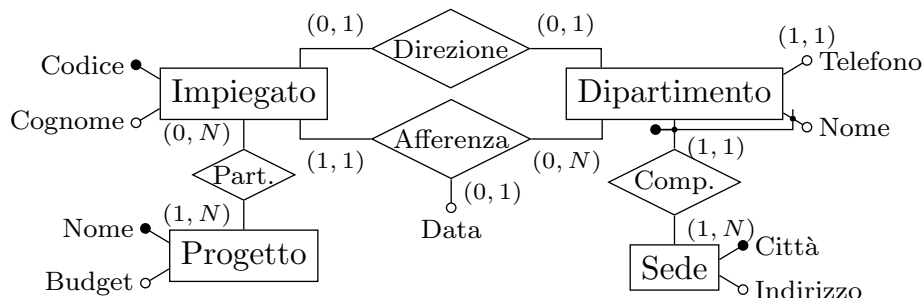 (0, 1)
Direzione
(0, 1)
(1, 1)
Codice
Impiegato
Dipartimento
Telefono
Cognome
(0, N)
(1, 1)
Afferenza
(0, N)
(1, 1)
Nome
Part.
(0, 1)
Comp.
Data
Nome
(1, N)
Progetto
(1, N)
Città
Budget
Sede
Indirizzo